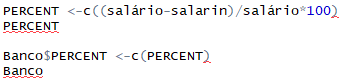 PERCENT <-c((salário-salarin)/salário*100)
PERCENT
Banco$PERCENT <-c(PERCENT)
Banco